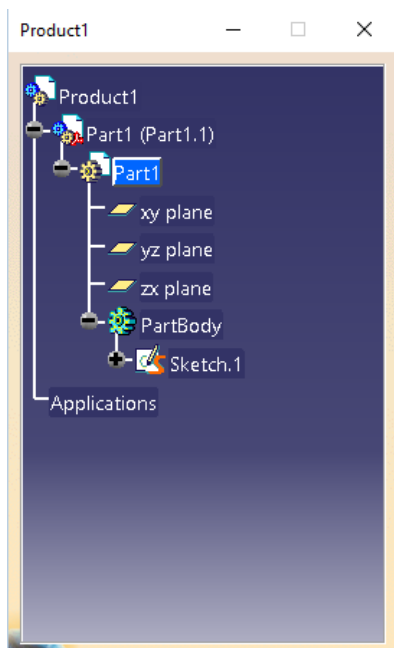 Product1
Product1
Part1 (Part1.1)
Part1
xy plane
yz plane
zx plane
PartBody
Sketch.1
Applications